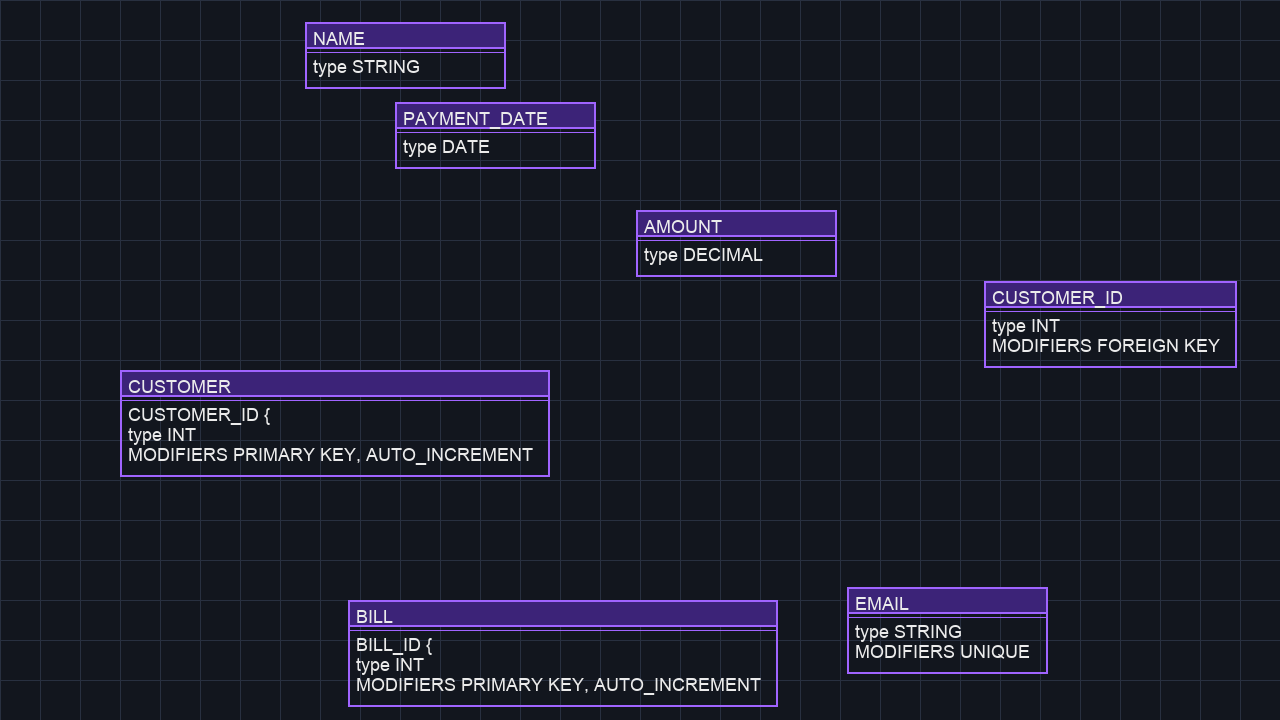 NAME
type STRING
PAYMENT_DATE
type DATE
AMOUNT
type DECIMAL
CUSTOMER_ID
type INT
MODIFIERS FOREIGN KEY
CUSTOMER
CUSTOMER_ID {
type INT
MODIFIERS PRIMARY KEY, AUTO_INCREMENT
BILL
BILL_ID {
type INT
MODIFIERS PRIMARY KEY, AUTO_INCREMENT
EMAIL
type STRING
MODIFIERS UNIQUE